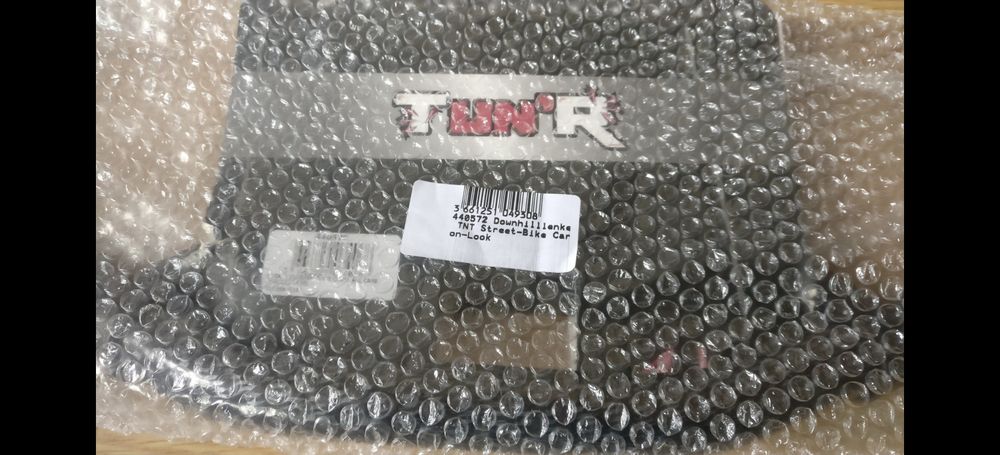 TUN'R
3 661251 049308
440572 Downhilllenke
TNT Street-Bike Car
on-Look